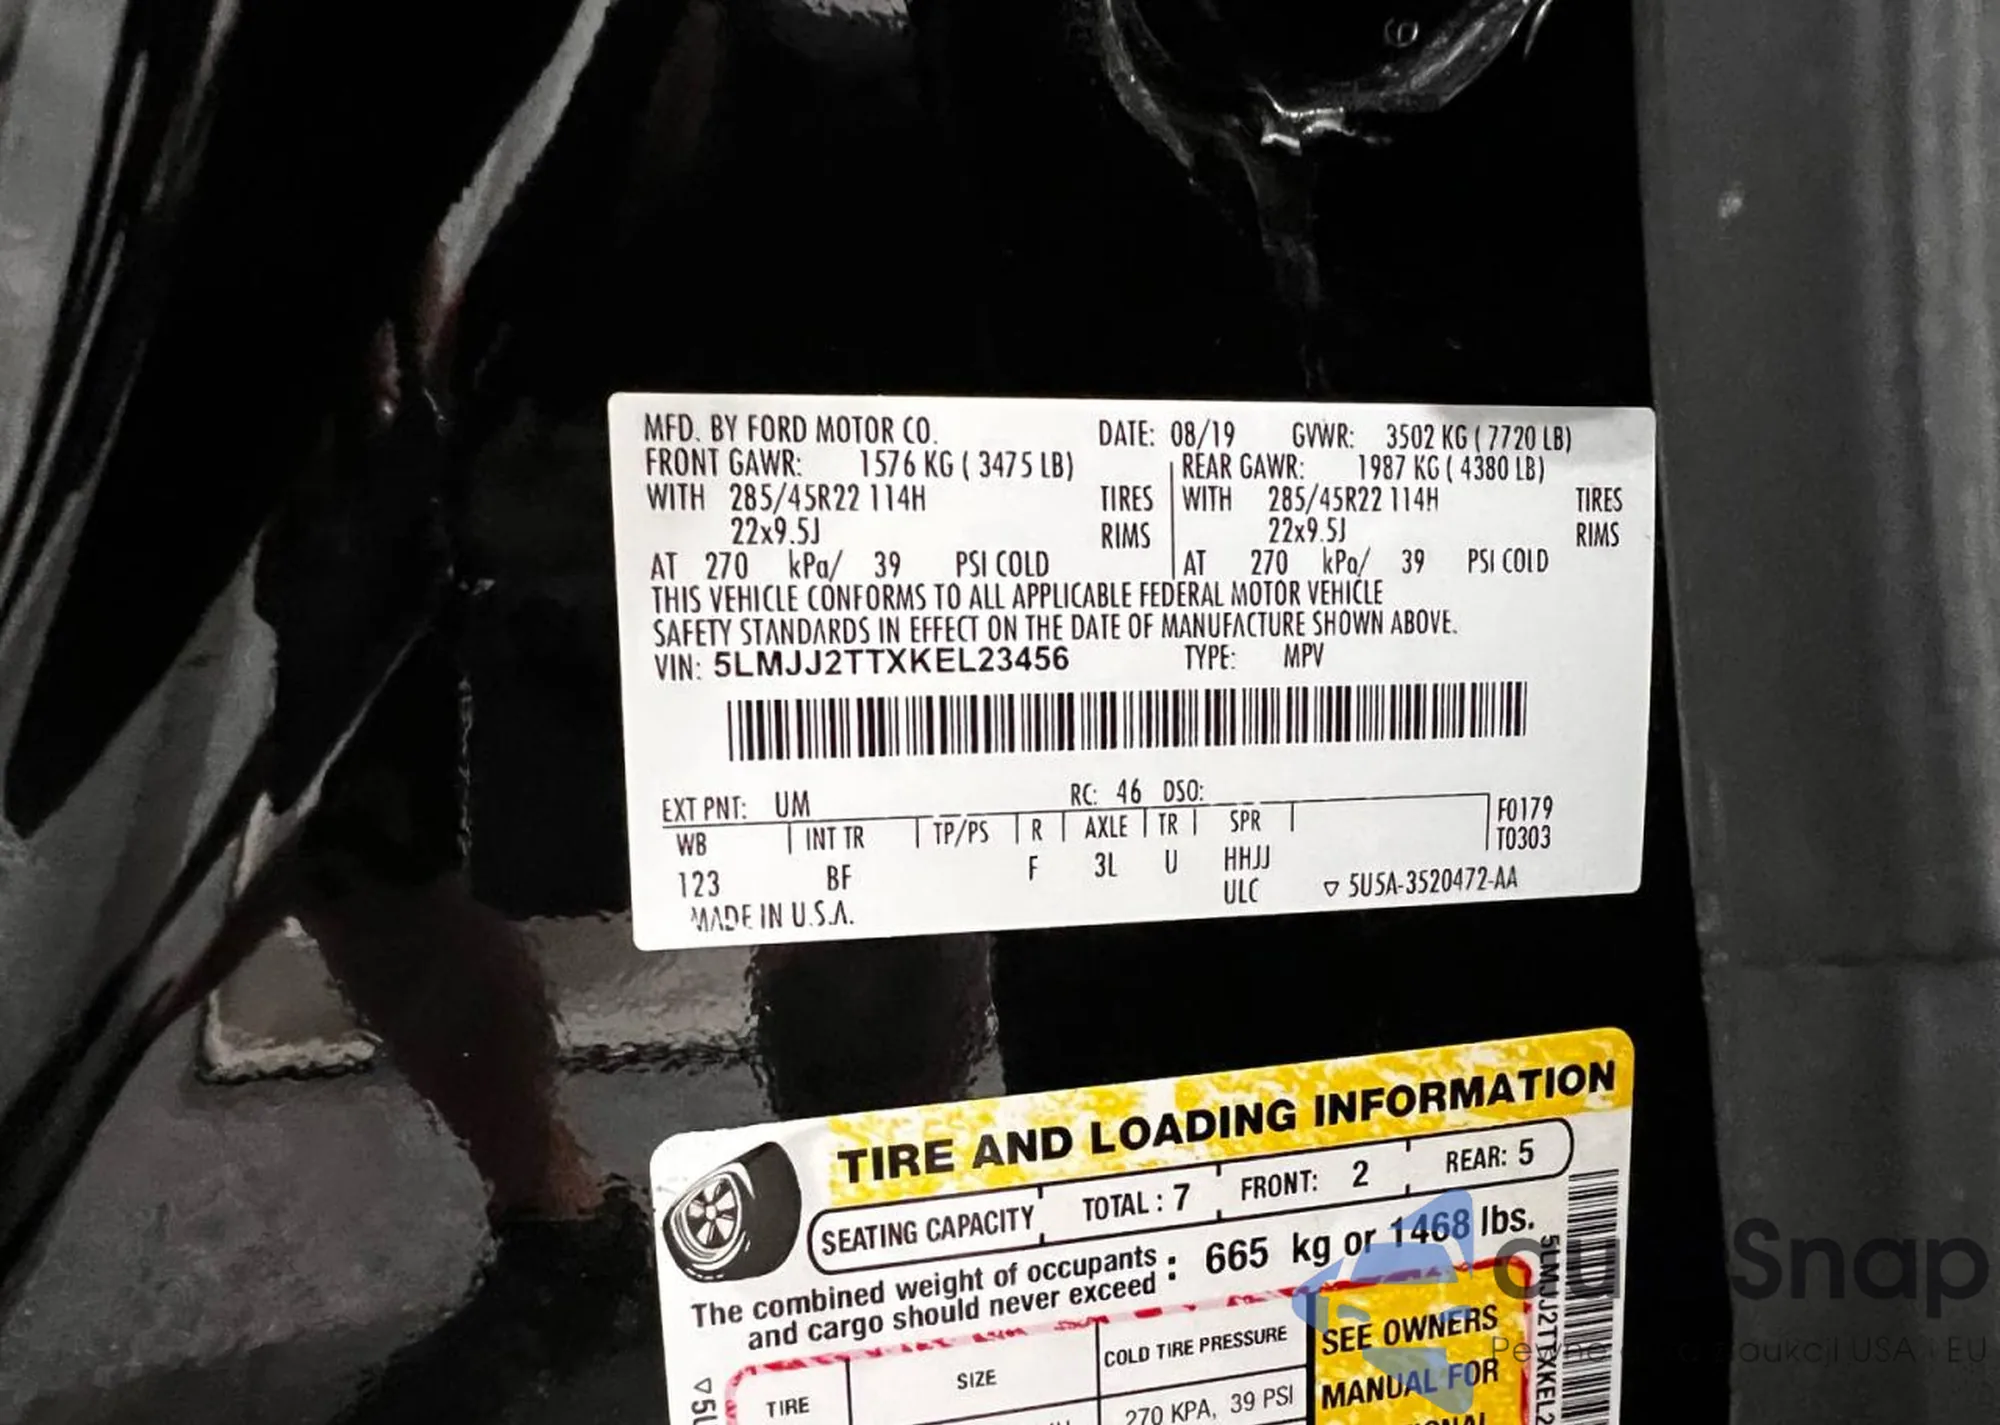 MFD. BY FORD MOTOR CO. DATE: 08/19 GVWR: 3502 KG ( 7720 LB)
FRONT GAWR: 1576 KG ( 3475 LB) REAR GAWR: 1987 KG ( 4380 LB)
WITH 285/45R22 114H TIRES WITH 285/45R22 114H TIRES
22x9.5J RIMS 22x9.5J RIMS
AT 270 kPa/ 39 PSI COLD AT 270 kPa/ 39 PSI COLD
THIS VEHICLE CONFORMS TO ALL APPLICABLE FEDERAL MOTOR VEHICLE
SAFETY STANDARDS IN EFFECT ON THE DATE OF MANUFACTURE SHOWN ABOVE.
VIN: 5LMJJ2TTXKEL23456 TYPE: MPV
EXT PNT: UM RC: 46 DSO:
WB INT TR TP/PS R AXLE TR SPR F0179
T0303
123 BF F 3L U HHJJ
ULC ▽ 5U5A-3520472-AA
MADE IN U.S.A.
TIRE AND LOADING INFORMATION
SEATING CAPACITY TOTAL : 7 FRONT: 2 REAR: 5
The combined weight of occupants
and cargo should never exceed : 665 kg or 1468 lbs.
TIRE SIZE COLD TIRE PRESSURE SEE OWNERS
270 KPA, 39 PSI MANUAL FOR
5LMJJ2TTXKEL2
Snap
USA EU